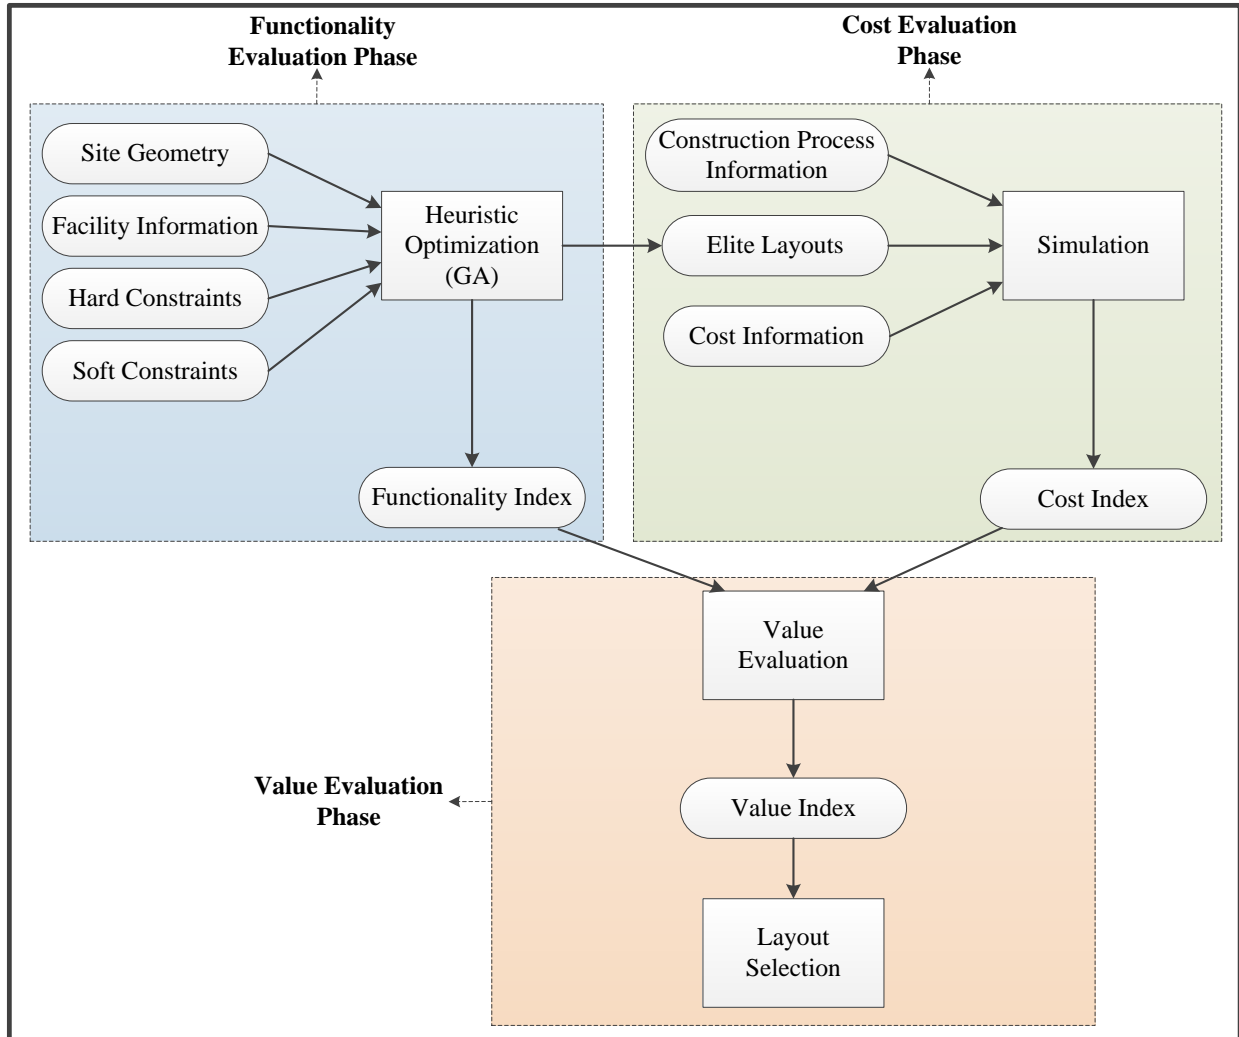 Functionality
Evaluation Phase
Cost Evaluation
Phase
Site Geometry
Facility Information
Hard Constraints
Soft Constraints
Heuristic
Optimization
(GA)
Functionality Index
Construction Process
Information
Elite Layouts
Cost Information
Simulation
Cost Index
Value Evaluation
Phase
Value
Evaluation
Value Index
Layout
Selection